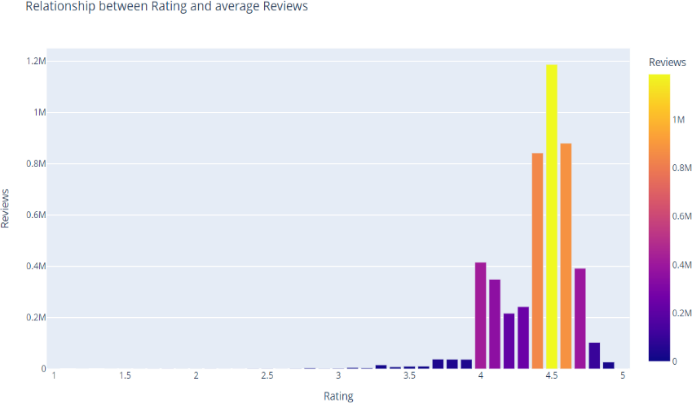 Relationship between Rating and average Reviews
Reviews
1.2M
1M
0.8M
0.6M
0.4M
0.2M
0
1 1.5 2 2.5 3 3.5 4 4.5 5
Rating
Reviews
1M
0.8M
0.6M
0.4M
0.2M
0